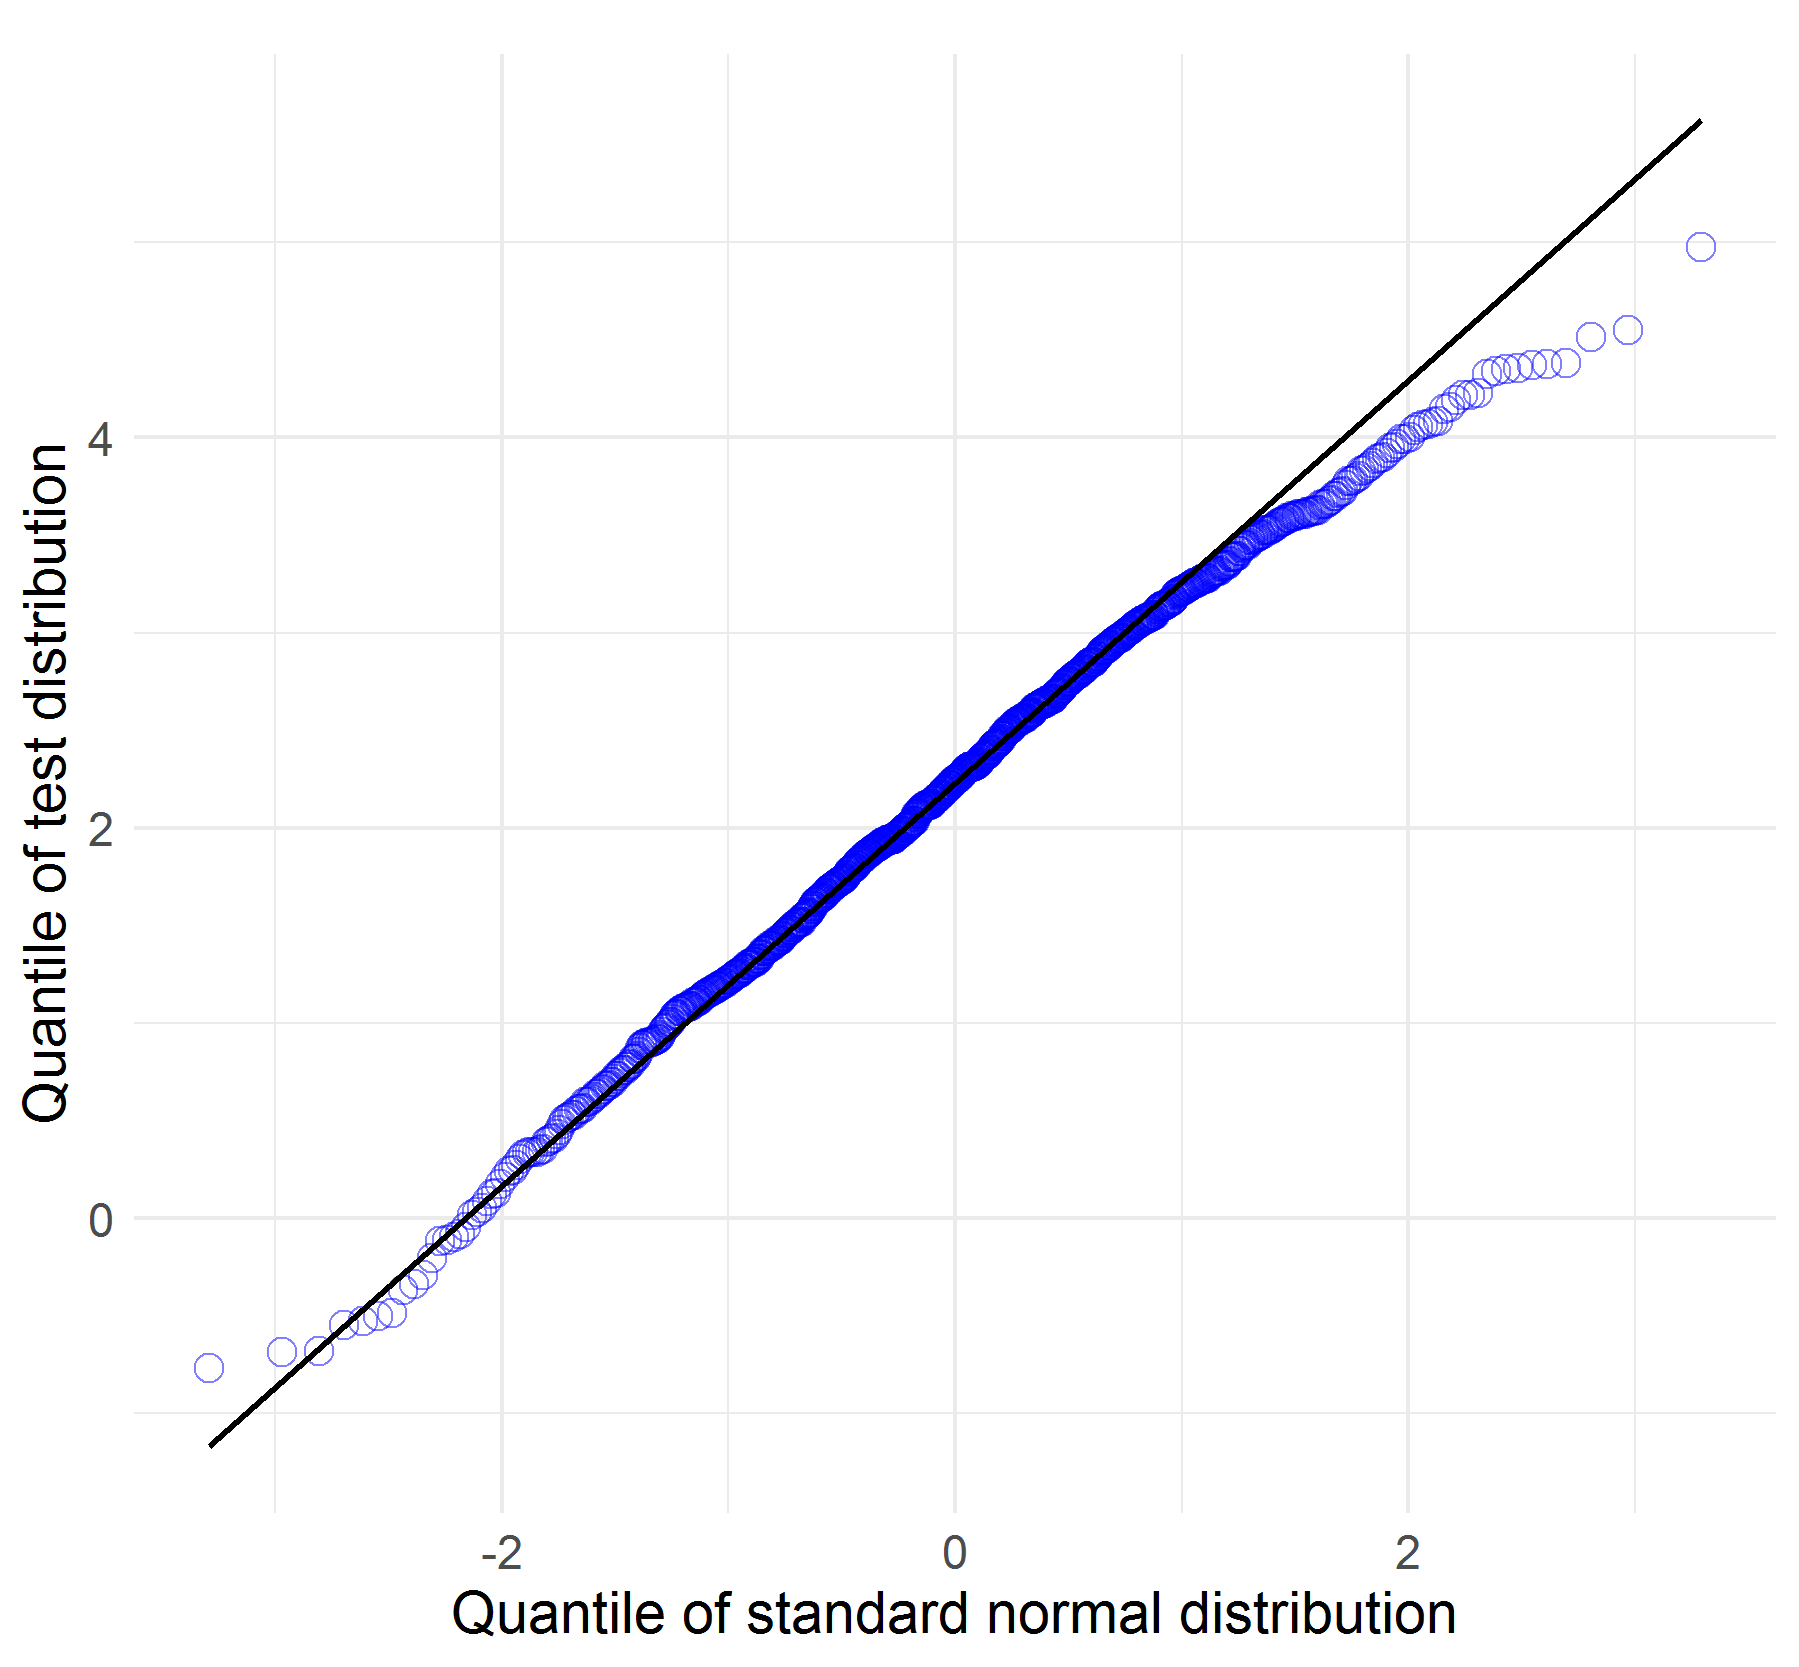 Quantile of test distribution
4
2
0
-2 0 2
Quantile of standard normal distribution